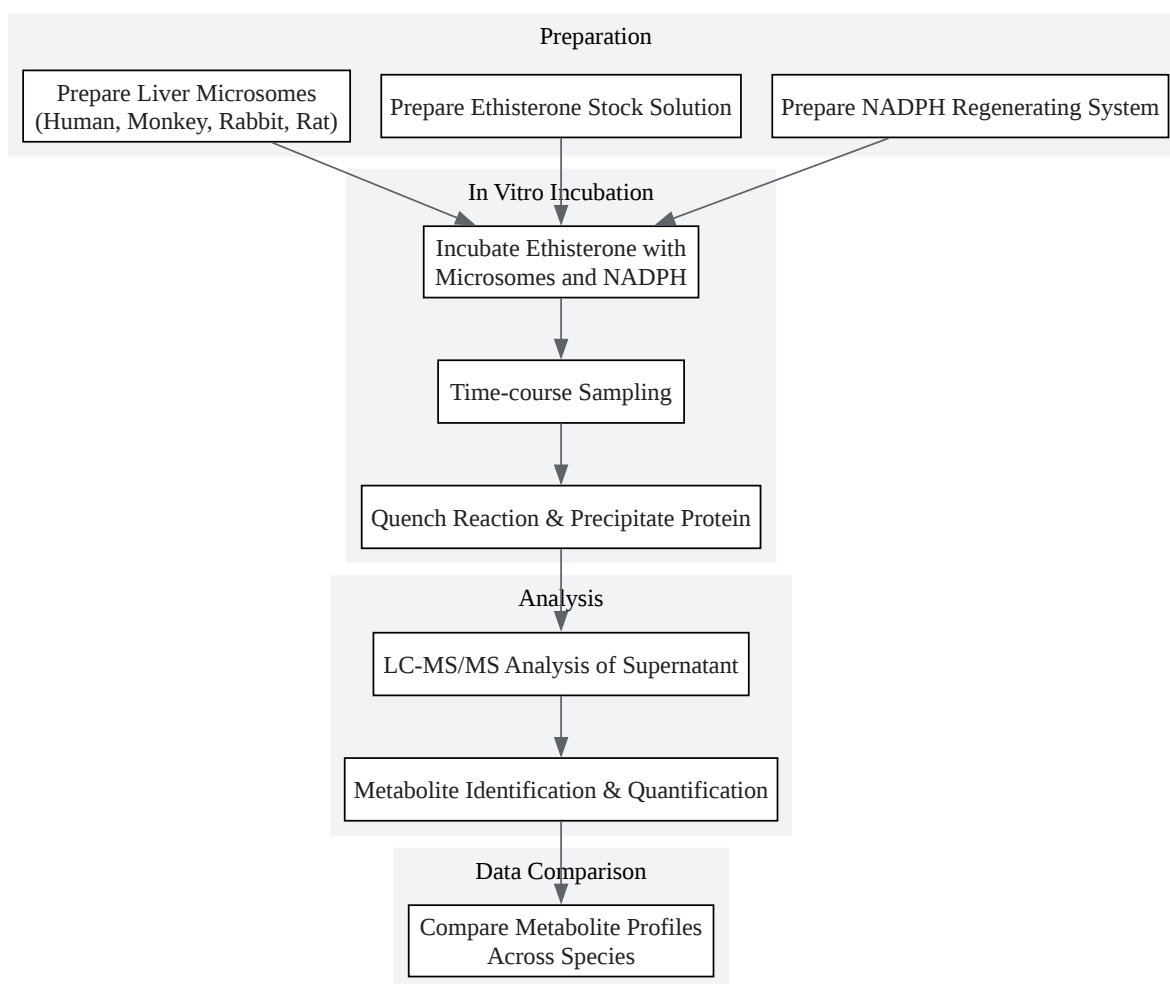 Preparation
Prepare Liver Microsomes
(Human, Monkey, Rabbit, Rat)
Prepare Ethisterone Stock Solution
Prepare NADPH Regenerating System
In Vitro Incubation
Incubate Ethisterone with
Microsomes and NADPH
Time-course Sampling
Quench Reaction & Precipitate Protein
Analysis
LC-MS/MS Analysis of Supernatant
Metabolite Identification & Quantification
Data Comparison
Compare Metabolite Profiles
Across Species